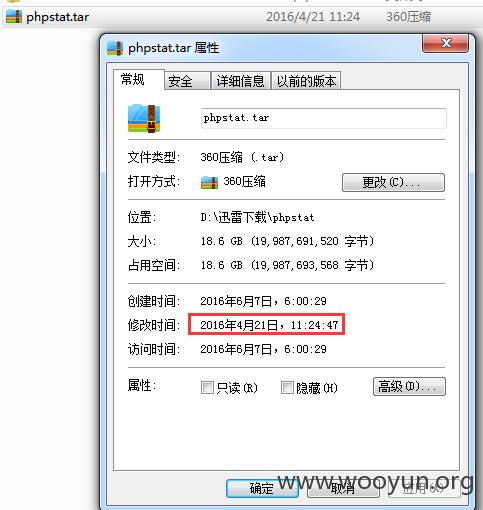 phpstat.tar 2016/4/21 11:24 360压缩
phpstat.tar 属性
常规 安全 详细信息 以前的版本
phpstat.tar
文件类型: 360压缩 (.tar)
打开方式: 360压缩 更改(C)...
位置: D:\迅雷下载\phpstat
大小: 18.6 GB (19,987,691,520 字节)
占用空间: 18.6 GB (19,987,693,568 字节)
创建时间: 2016年6月7日, 6:00:29
修改时间: 2016年4月21日, 11:24:47
访问时间: 2016年6月7日, 6:00:29
属性: 只读(R) 隐藏(H) 高级(D)...
确定 取消 应用(A)
www.wooyun.org